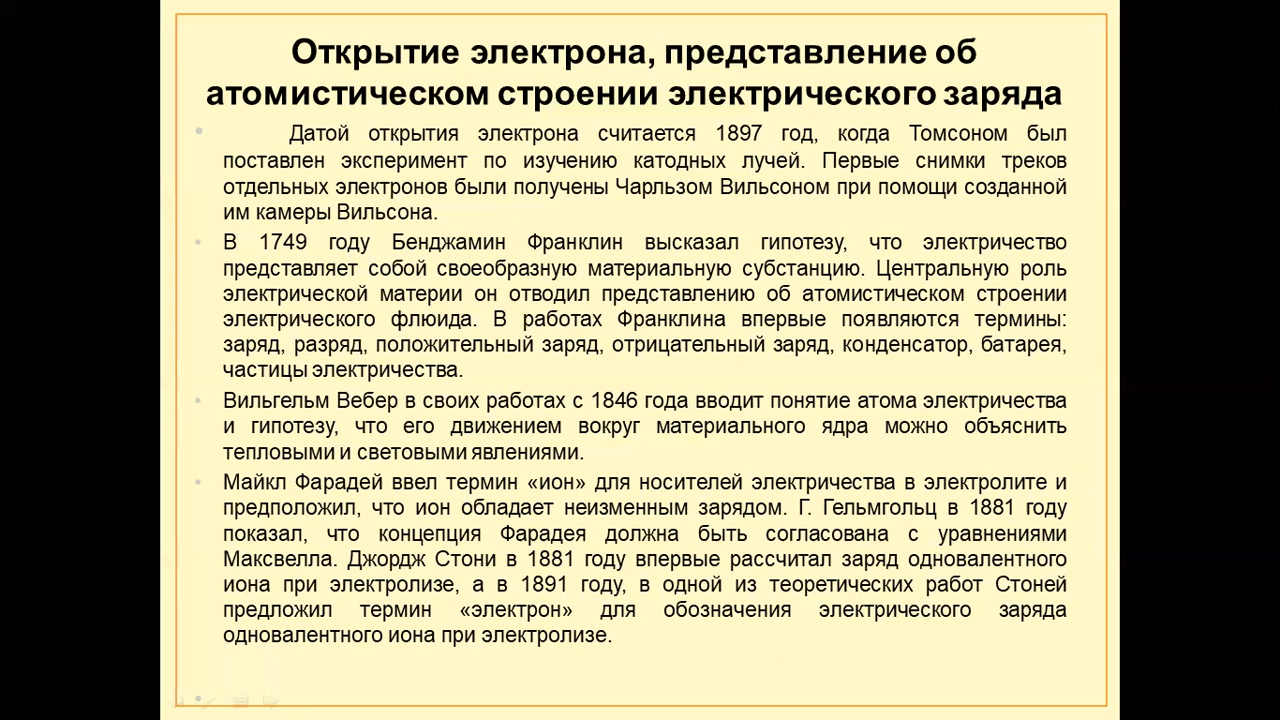 Открытие электрона, представление об
атомистическом строении электрического заряда
• Датой открытия электрона считается 1897 год, когда Томсоном был
поставлен эксперимент по изучению катодных лучей. Первые снимки треков
отдельных электронов были получены Чарльзом Вильсоном при помощи созданной
им камеры Вильсона.
• В 1749 году Бенджамин Франклин высказал гипотезу, что электричество
представляет собой своеобразную материальную субстанцию. Центральную роль
электрической материи он отводил представлению об атомистическом строении
электрического флюида. В работах Франклина впервые появляются термины:
заряд, разряд, положительный заряд, отрицательный заряд, конденсатор, батарея,
частицы электричества.
• Вильгельм Вебер в своих работах с 1846 года вводит понятие атома электричества
и гипотезу, что его движением вокруг материального ядра можно объяснить
тепловыми и световыми явлениями.
• Майкл Фарадей ввел термин «ион» для носителей электричества в электролите и
предположил, что ион обладает неизменным зарядом. Г. Гельмгольц в 1881 году
показал, что концепция Фарадея должна быть согласована с уравнениями
Максвелла. Джордж Стони в 1881 году впервые рассчитал заряд одновалентного
иона при электролизе, а в 1891 году, в одной из теоретических работ Стоней
предложил термин «электрон» для обозначения электрического заряда
одновалентного иона при электролизе.